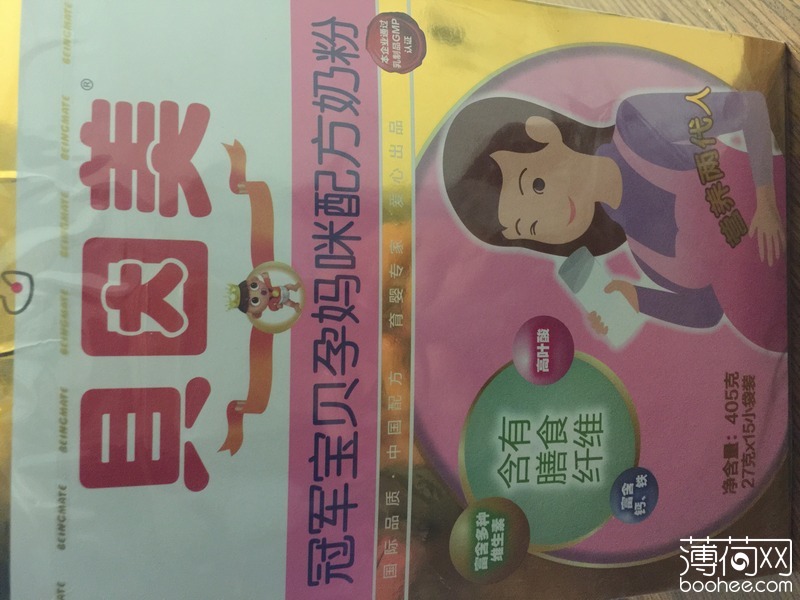 BEINGMATE BEINGMATE BEINGMATE BEINGMATE BEINGMATE
贝因美®
冠军宝贝孕妈咪配方奶粉
国际品质·中国配方 育婴专家 爱心出品
本企业通过
乳制品GMP
认证
营养两代人
高叶酸
含有
膳食
纤维
富含多种
维生素
富含
钙、铁
净含量：405克
27克x15小袋装
薄荷网
boohee.com